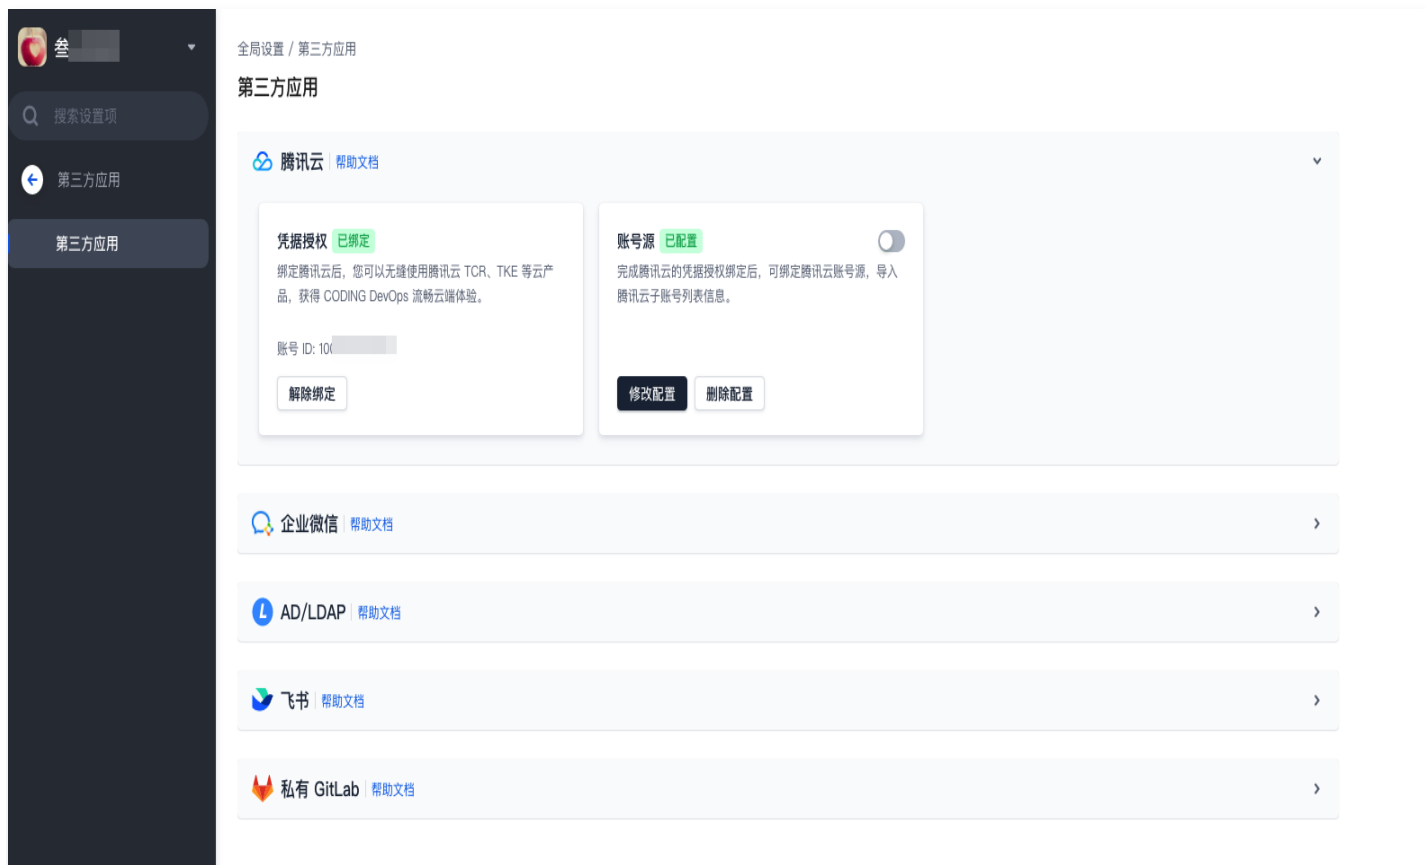 叁
搜索设置项
第三方应用
第三方应用
全局设置 / 第三方应用
第三方应用
腾讯云 帮助文档
凭据授权 已绑定
绑定腾讯云后，您可以无缝使用腾讯云 TCR、TKE 等云产
品，获得 CODING DevOps 流畅云端体验。
账号 ID: 10
解除绑定
账号源 已配置
完成腾讯云的凭据授权绑定后，可绑定腾讯云账号源，导入
腾讯云子账号列表信息。
修改配置 删除配置
企业微信 帮助文档
AD/LDAP 帮助文档
飞书 帮助文档
私有 GitLab 帮助文档